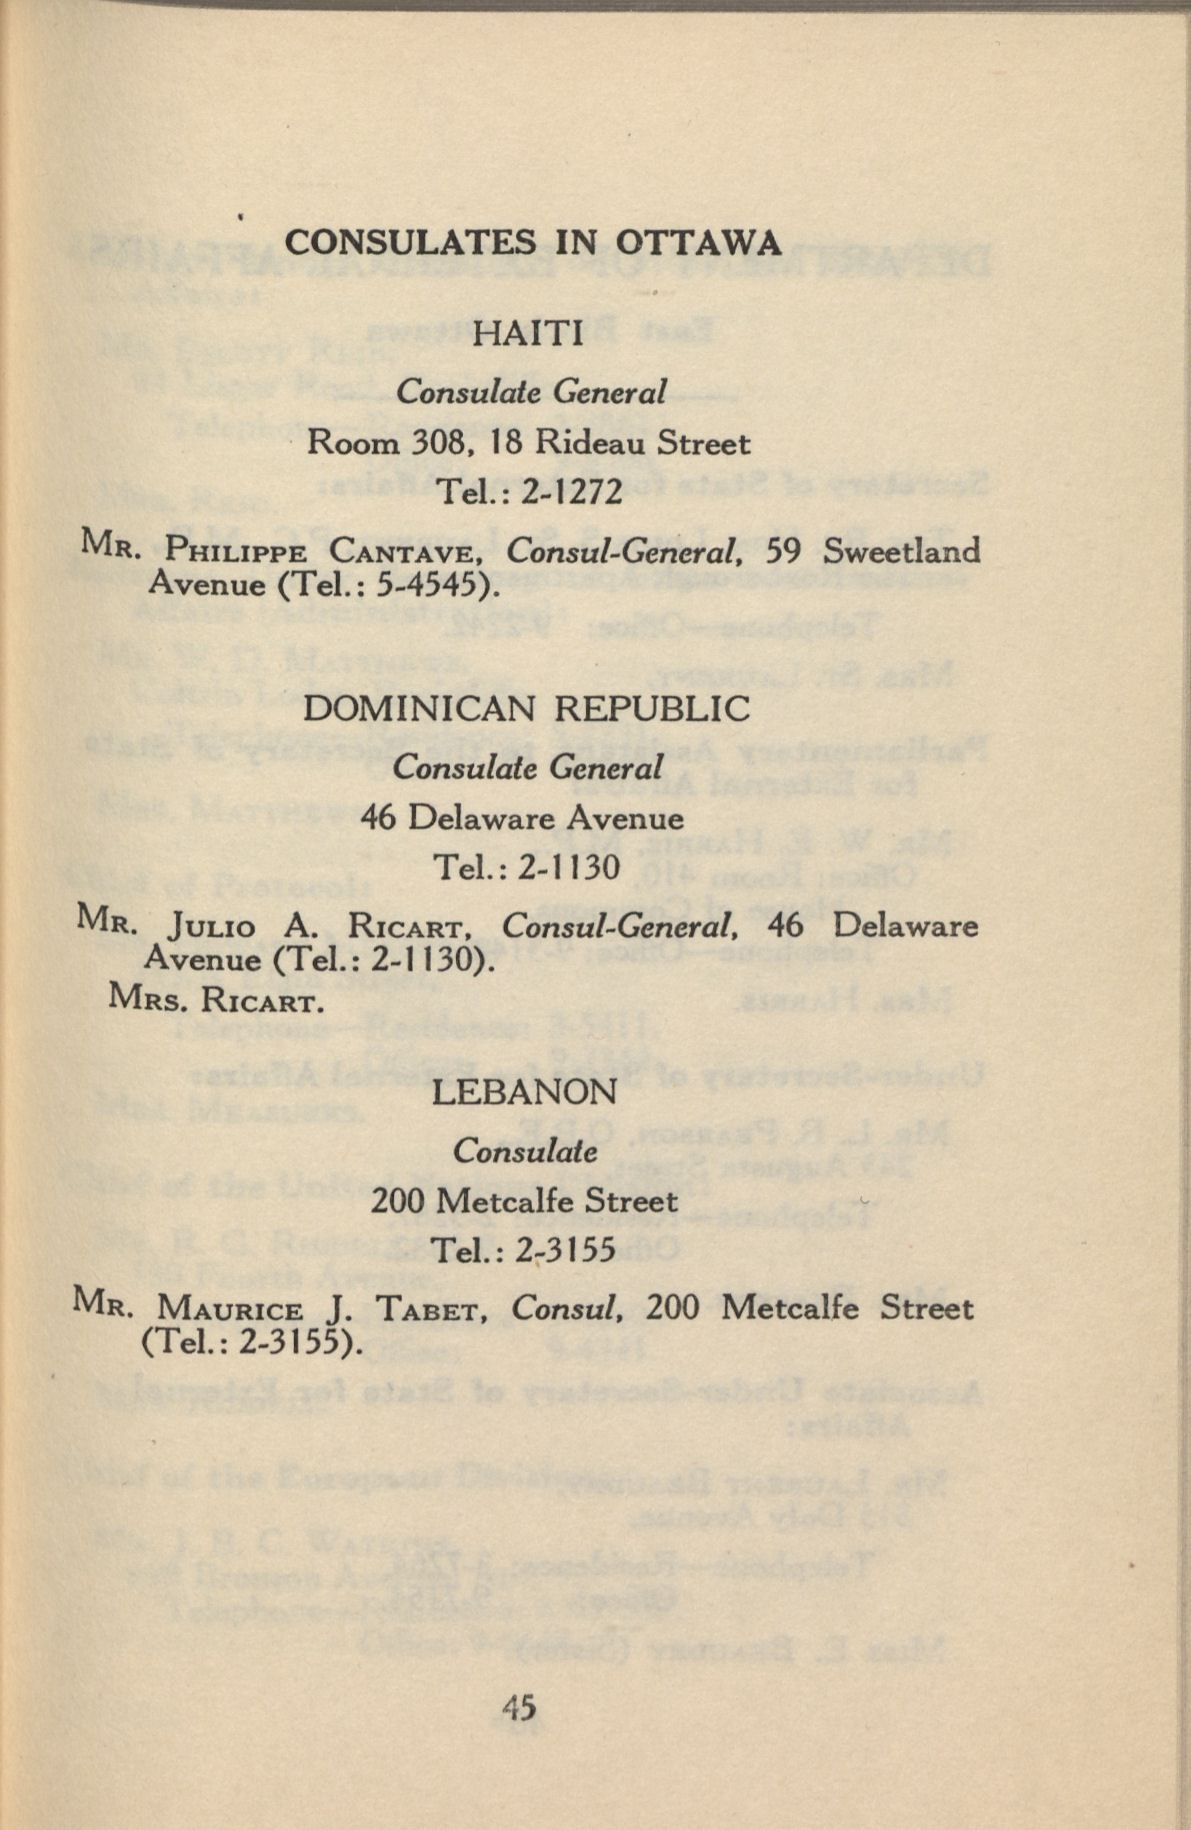 CONSULATES IN OTTAWA
HAITI
Consulate General
Room 308, 18 Rideau Street
Tel.: 2-1272
MR. PHILIPPE CANTAVE, Consul-General, 59 Sweetland
Avenue (Tel.: 5-4545).
DOMINICAN REPUBLIC
Consulate General
46 Delaware Avenue
Tel.: 2-1130
MR. JULIO A. RICART, Consul-General, 46 Delaware
Avenue (Tel.: 2-1130).
MRS. RICART.
LEBANON
Consulate
200 Metcalfe Street
Tel.: 2-3155
MR. MAURICE J. TABET, Consul, 200 Metcalfe Street
(Tel.: 2-3155).
45